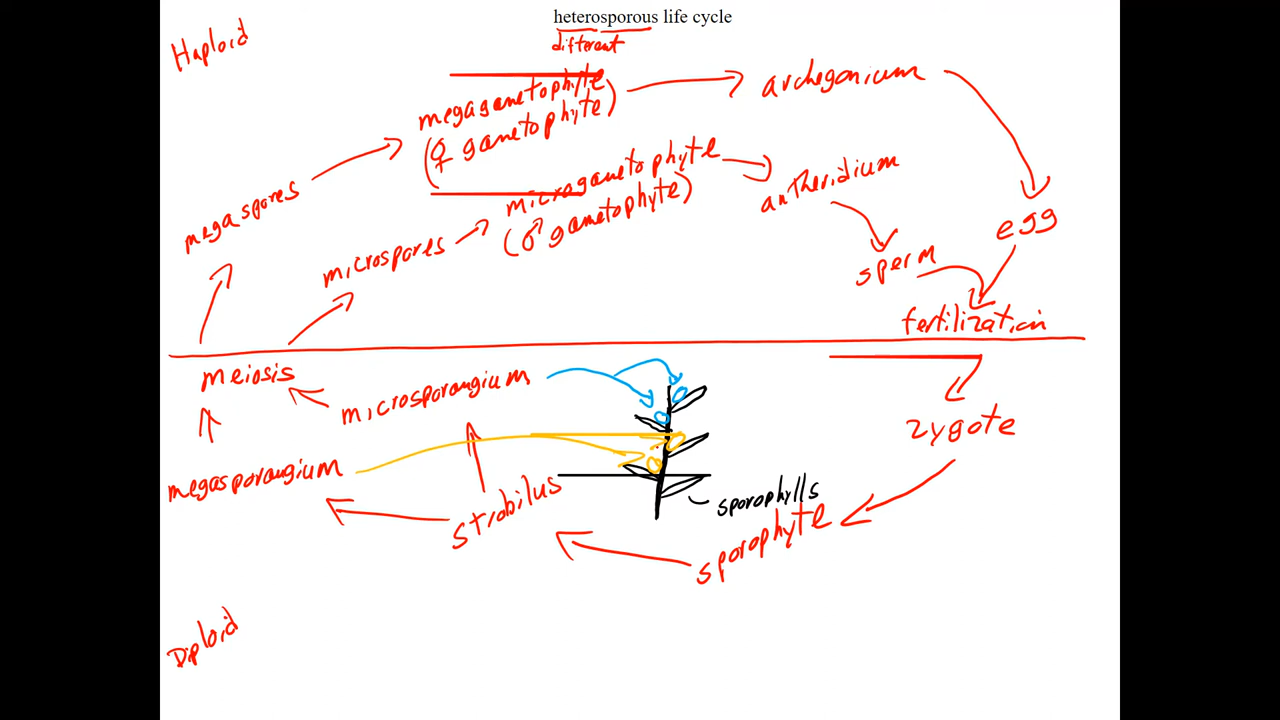 heterosporous life cycle
different
Haploid
megagametophyte
(♀ gametophyte)
archegonium
microgametophyte
(♂ gametophyte)
antheridium
megaspores
microspores
egg
sperm
fertilization
meiosis
microsporangium
zygote
megasporangium
strobilus
sporophylls
sporophyte
Diploid